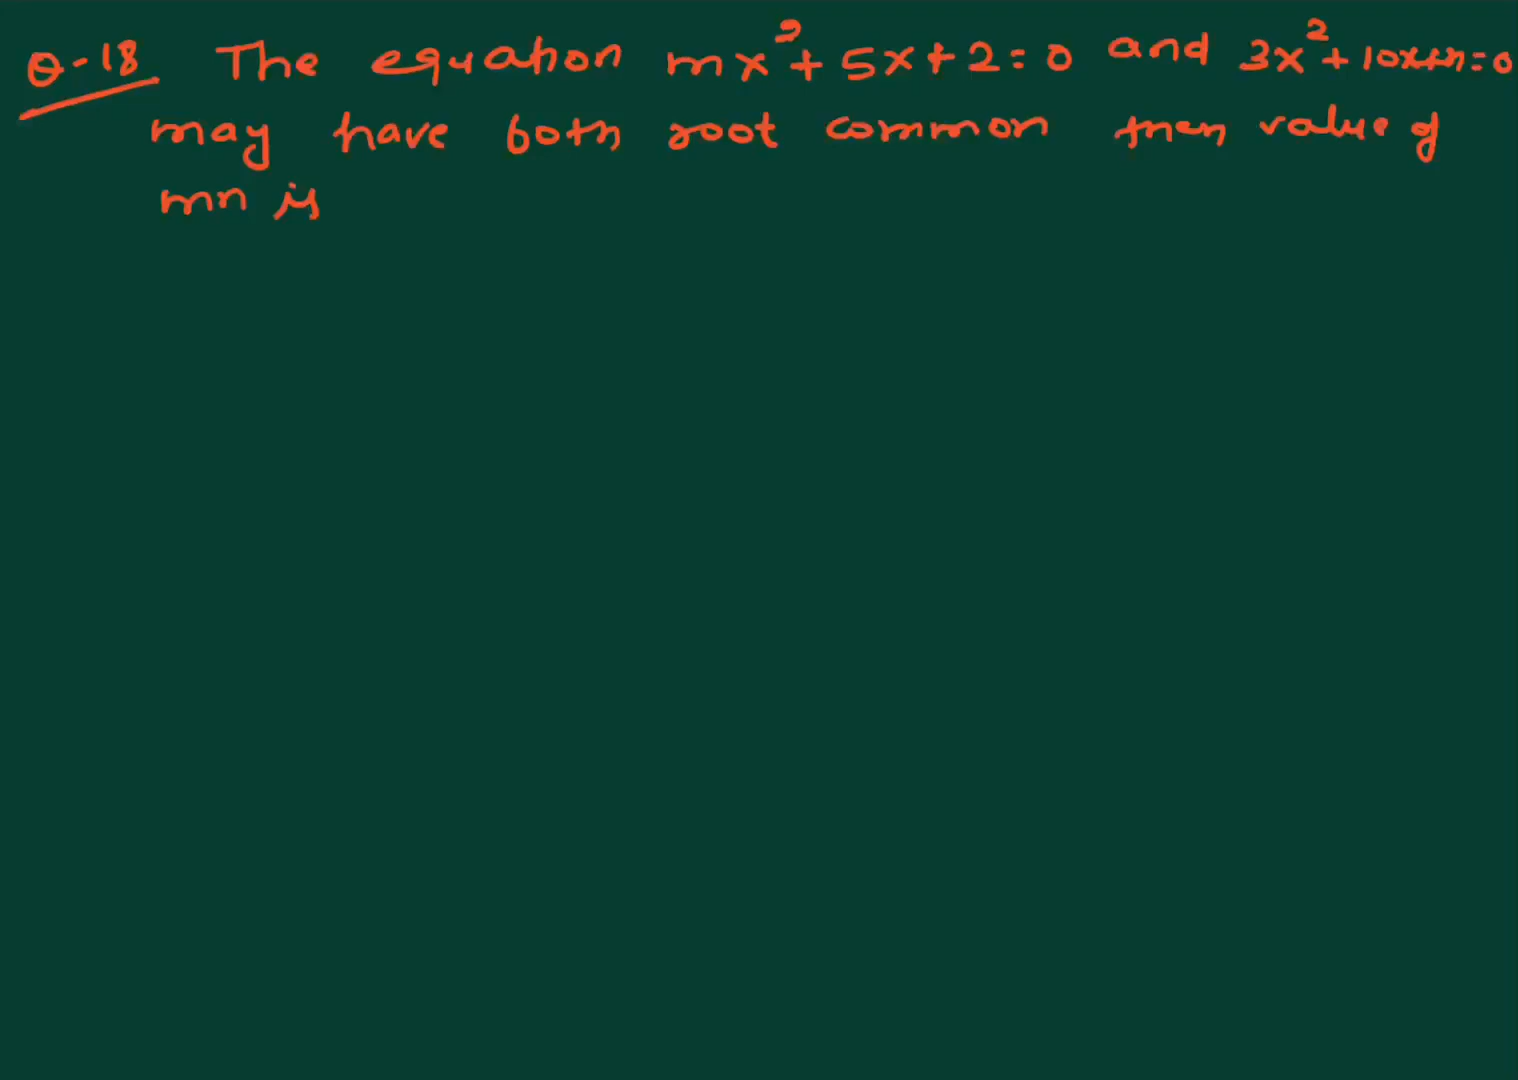 Q-18 The equation mx²+5x+2=0 and 3x²+10x+n=0
may have both root common then value of
mn is